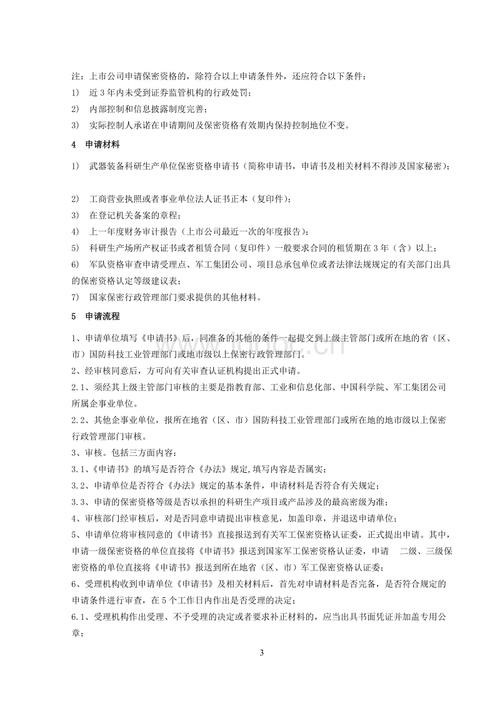 注：上市公司申请保密资格的，除符合以上申请条件外，还应符合以下条件：
1) 近 3 年内未受到证券监管机构的行政处罚；
2) 内部控制和信息披露制度完善；
3) 实际控制人承诺在申请期间及保密资格有效期内保持控制地位不变。
4 申请材料
1) 武器装备科研生产单位保密资格申请书（简称申请书，申请书及相关材料不得涉及国家秘密）；
2) 工商营业执照或者事业单位法人证书正本（复印件）；
3) 在登记机关备案的章程；
4) 上一年度财务审计报告（上市公司最近一次的年度报告）；
5) 科研生产场所产权证书或者租赁合同（复印件）一般要求合同的租赁期在 3 年（含）以上；
6) 军队资格审查申请受理点、军工集团公司、项目总承包单位或者法律法规规定的有关部门出具
的保密资格认定等级建议表；
7) 国家保密行政管理部门要求提供的其他材料。
5 申请流程
1、申请单位填写《申请书》后，同准备的其他的条件一起提交到上级主管部门或所在地的省（区、
市）国防科技工业管理部门或地市级以上保密行政管理部门。
2、经审核同意后，方可向有关审查认证机构提出正式申请。
2.1、须经其上级主管部门审核的主要是指教育部、工业和信息化部、中国科学院、军工集团公司
所属企事业单位。
2.2、其他企事业单位，报所在地省（区、市）国防科技工业管理部门或所在地的地市级以上保密
行政管理部门审核。
3、审核。包括三方面内容：
3.1、《申请书》的填写是否符合《办法》规定,填写内容是否属实；
3.2、申请单位是否符合《办法》规定的基本条件，申请材料是否符合有关规定；
3.3、申请的保密资格等级是否以承担的科研生产项目或产品涉及的最高密级为准；
4、审核部门经审核后，对是否同意申请提出审核意见，加盖印章，并退送申请单位；
5、申请单位将审核同意的《申请书》直接报送到有关军工保密资格认证委，正式提出申请。其中，
申请一级保密资格的单位直接将《申请书》报送到国家军工保密资格认证委，申请 二级、三级保
密资格的单位直接将《申请书》报送到所在地省（区、市）军工保密资格认证委；
6、受理机构收到申请单位《申请书》及相关材料后，首先对申请材料是否完备，是否符合规定的
申请条件进行审查，在 5 个工作日内作出是否受理的决定；
6.1、受理机构作出受理、不予受理的决定或者要求补正材料的，应当出具书面凭证并加盖专用公
章；
3